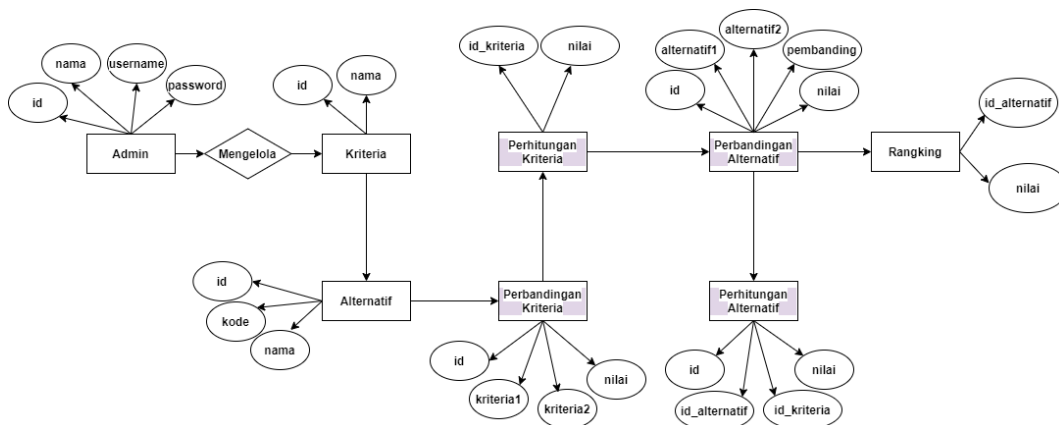 id
nama
username
password
Admin
Mengelola
id
nama
Kriteria
id_kriteria
nilai
Perhitungan
Kriteria
id
alternatif1
alternatif2
pembanding
nilai
Perbandingan
Alternatif
Rangking
id_alternatif
nilai
id
kode
nama
Alternatif
Perbandingan
Kriteria
id
kriteria1
kriteria2
nilai
Perhitungan
Alternatif
id
id_alternatif
id_kriteria
nilai